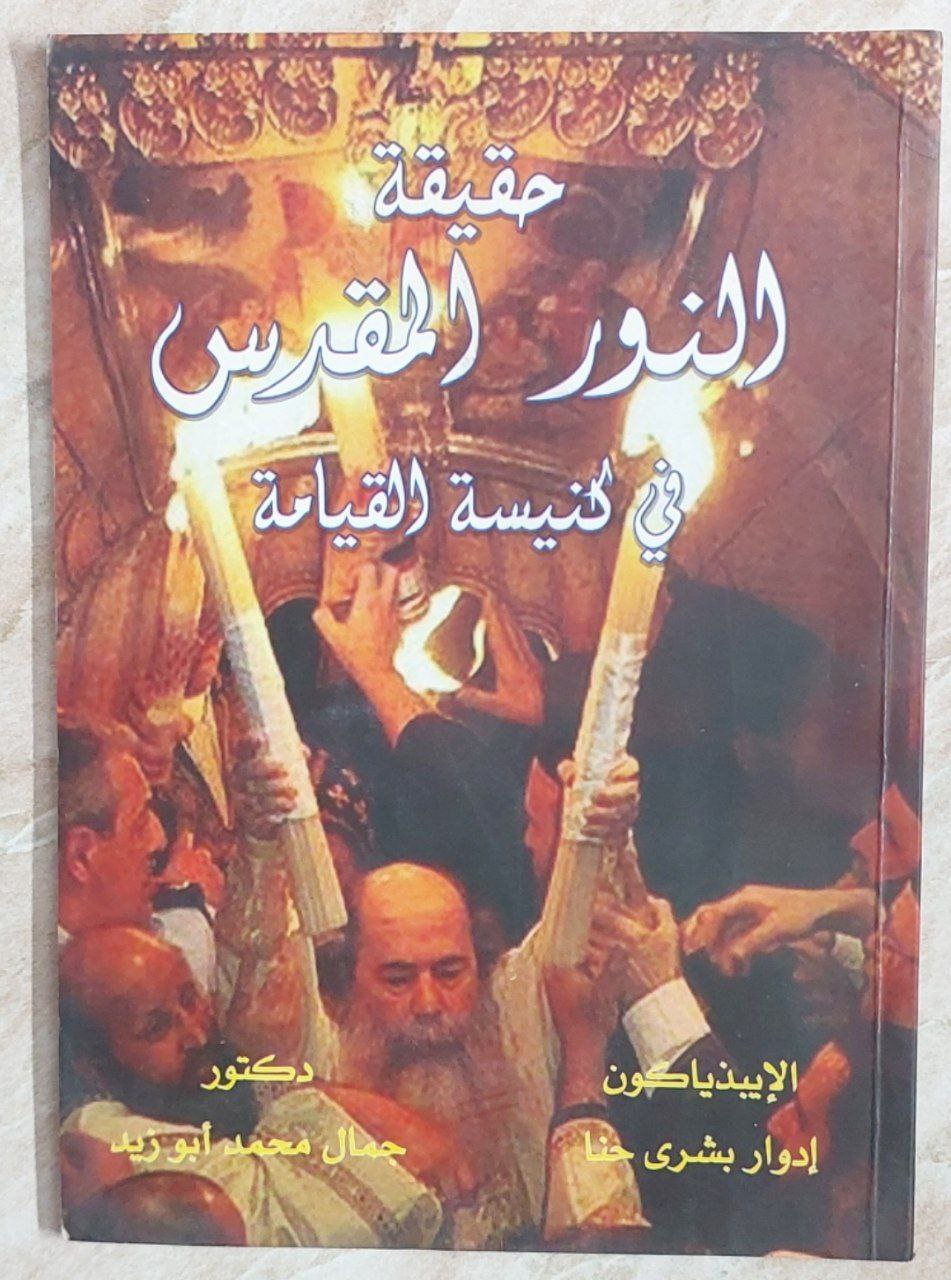 حقيقة
النور المقدس
في كنيسة القيامة
الإيبذياكون
إدوار بشرى حنا
دكتور
جمال محمد أبو زيد